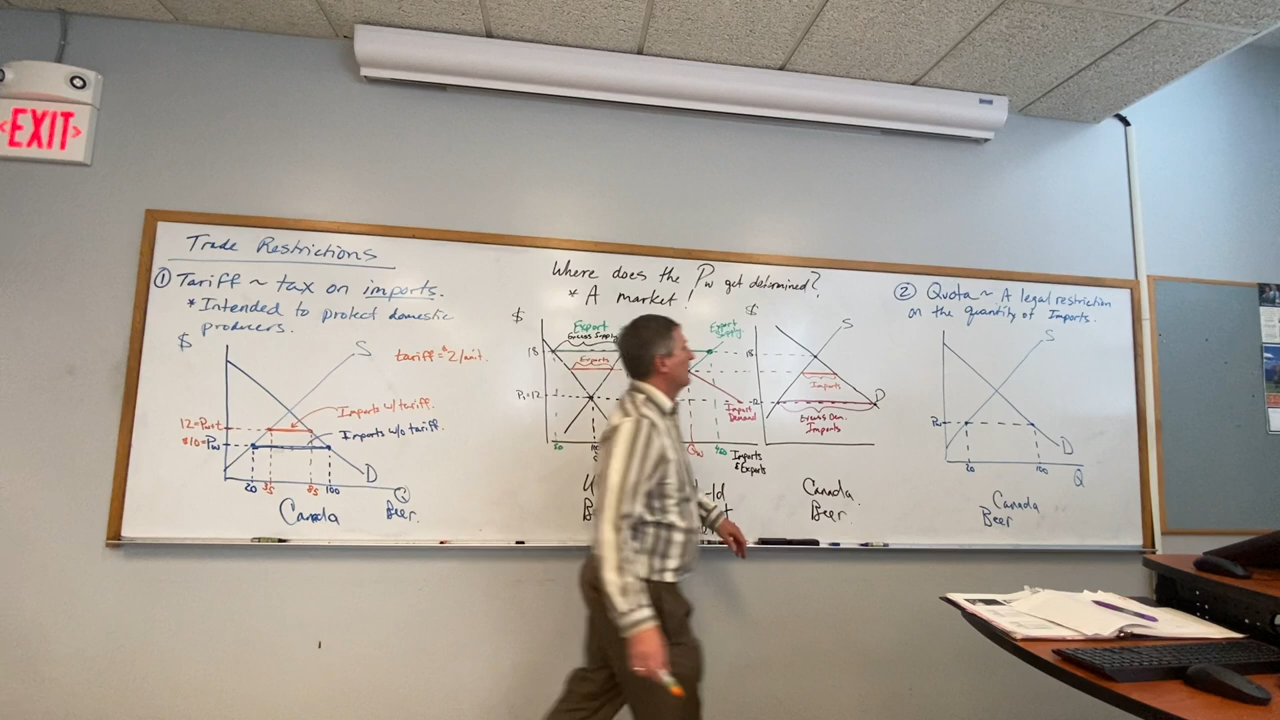 EXIT
Trade Restrictions
① Tariff ~ tax on imports.
* Intended to protect domestic
producers.
$
S
tariff = $2/unit.
Imports w/ tariff.
Imports w/o tariff.
12=Pw+t
$10=Pw
D
20 35 85 100
Q
Canada
Beer.
Where does the Pw get determined?
* A market!
$
Export
Excess Supply
Exports
18
12
Export
Supply
Import
Demand
Qw
Imports
& Exports
$
S
18
12
Imports
D
Excess Dem.
Imports
Canada
Beer.
② Quota ~ A legal restriction
on the quantity of Imports.
S
Pw
D
20 100
Q
Canada
Beer